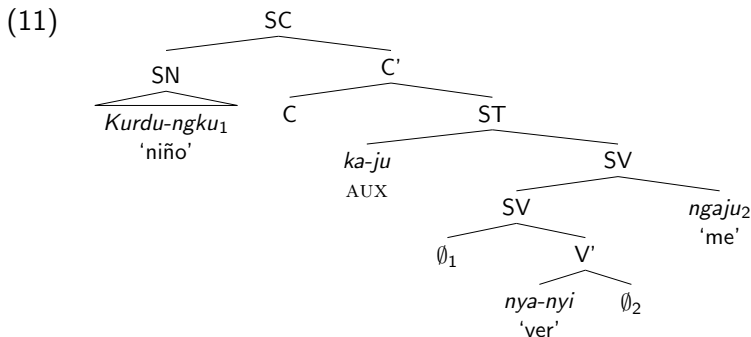 (11)
SC
SN C'
Kurdu-ngku₁ C ST
'niño' ka-ju SV
AUX SV ngaju₂
'me'
∅₁ V'
nya-nyi ∅₂
'ver'